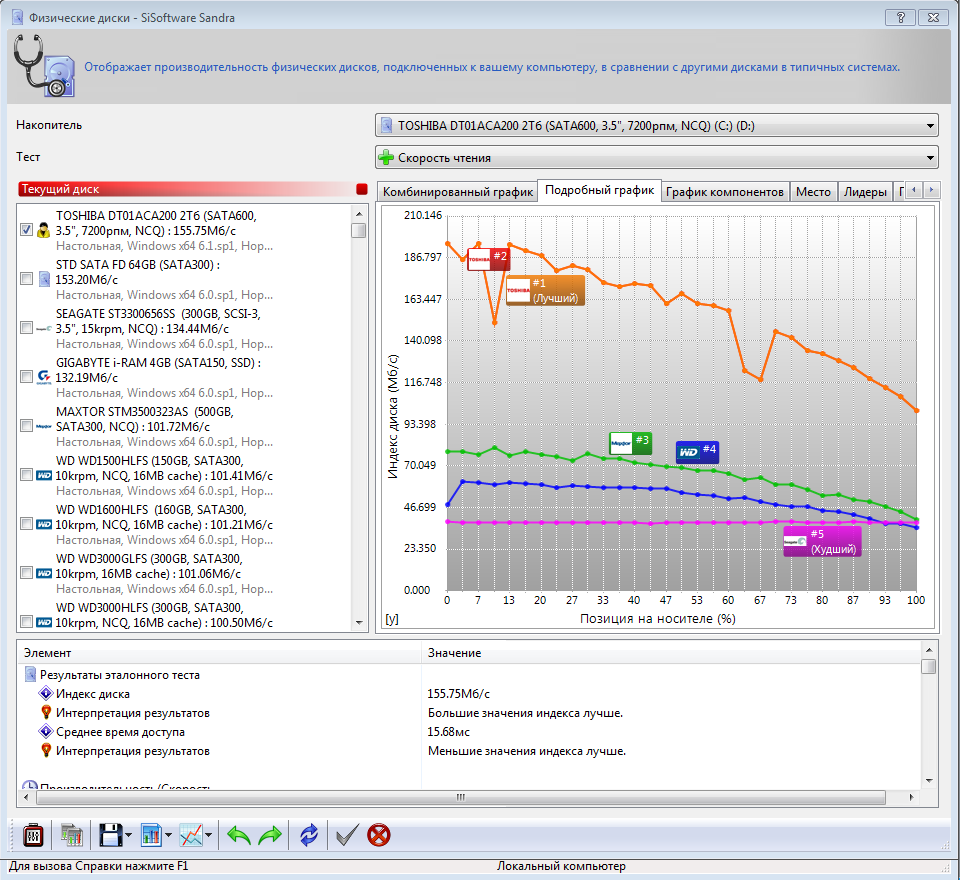 Физические диски - SiSoftware Sandra
Отображает производительность физических дисков, подключенных к вашему компьютеру, в сравнении с другими дисками в типичных системах.
Накопитель
TOSHIBA DT01ACA200 2Тб (SATA600, 3.5", 7200рпм, NCQ) (C:) (D:)
Тест
Скорость чтения
Текущий диск
TOSHIBA DT01ACA200 2Тб (SATA600,
3.5", 7200рпм, NCQ) : 155.75Мб/с
Настольная, Windows x64 6.1.sp1, Нор...
STD SATA FD 64GB (SATA300) :
153.20Мб/с
Настольная, Windows x64 6.0.sp1, Нор...
SEAGATE ST3300656SS (300GB, SCSI-3,
3.5", 15krpm, NCQ) : 134.44Мб/с
Настольная, Windows x64 6.0.sp1, Нор...
GIGABYTE i-RAM 4GB (SATA150, SSD) :
132.19Мб/с
Настольная, Windows x64 6.0.sp1, Нор...
MAXTOR STM3500323AS (500GB,
SATA300, NCQ) : 101.72Мб/с
Настольная, Windows x64 6.0.sp1, Нор...
WD WD1500HLFS (150GB, SATA300,
10krpm, NCQ, 16MB cache) : 101.41Мб/с
Настольная, Windows x64 6.0.sp1, Нор...
WD WD1600HLFS (160GB, SATA300,
10krpm, NCQ, 16MB cache) : 101.21Мб/с
Настольная, Windows x64 6.0.sp1, Нор...
WD WD3000GLFS (300GB, SATA300,
10krpm, 16MB cache) : 101.06Мб/с
Настольная, Windows x64 6.0.sp1, Нор...
WD WD3000HLFS (300GB, SATA300,
10krpm, NCQ, 16MB cache) : 100.50Мб/с
Комбинированный график
Подробный график
График компонентов
Место
Лидеры
210.146
186.797
163.447
140.098
116.748
93.398
70.049
46.699
23.350
0.000
Индекс диска (Мб/с)
TOSHIBA #2
TOSHIBA #1
(Лучший)
Maxtor #3
WD #4
Seagate #5
(Худший)
0 7 13 20 27 33 40 47 53 60 67 73 80 87 93 100
[y]
Позиция на носителе (%)
Элемент Значение
Результаты эталонного теста
Индекс диска 155.75Мб/с
Интерпретация результатов Большие значения индекса лучше.
Среднее время доступа 15.68мс
Интерпретация результатов Меньшие значения индекса лучше.
Производительность/Скорость
Для вызова Справки нажмите F1
Локальный компьютер